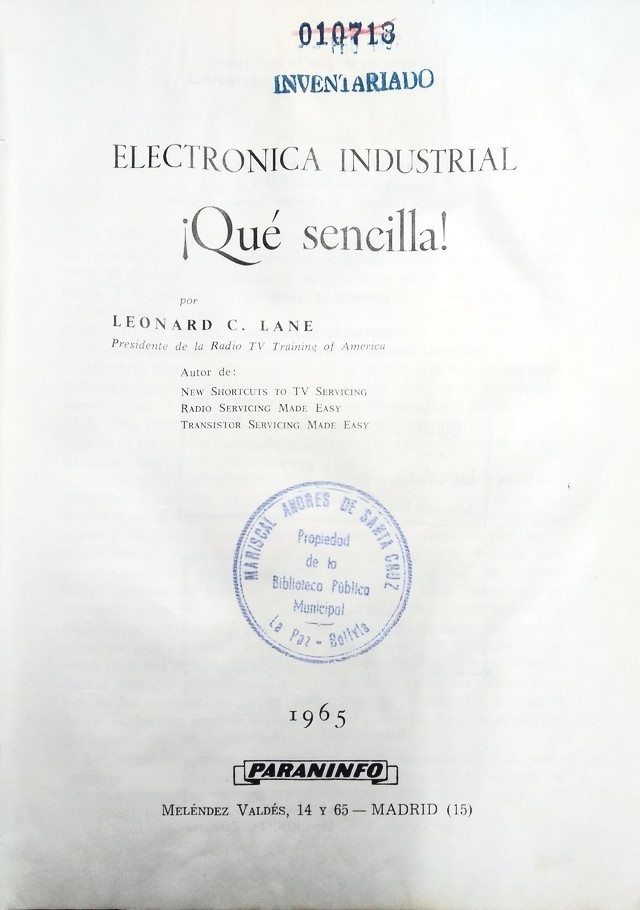 010718
INVENTARIADO
ELECTRONICA INDUSTRIAL
¡Qué sencilla!
por
LEONARD C. LANE
Presidente de la Radio TV Training of America
Autor de:
NEW SHORTCUTS TO TV SERVICING
RADIO SERVICING MADE EASY
TRANSISTOR SERVICING MADE EASY
MARISCAL ANDRES DE SANTA CRUZ
Propiedad
de la
Biblioteca Pública
Municipal
La Paz - Bolivia
1965
PARANINFO
MELÉNDEZ VALDÉS, 14 Y 65 — MADRID (15)